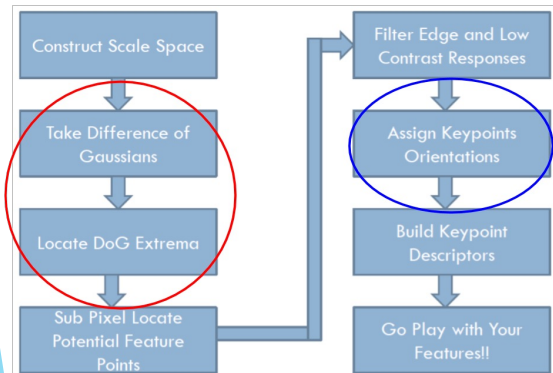 Construct Scale Space
Take Difference of
Gaussians
Locate DoG Extrema
Sub Pixel Locate
Potential Feature
Points
Filter Edge and Low
Contrast Responses
Assign Keypoints
Orientations
Build Keypoint
Descriptors
Go Play with Your
Features!!